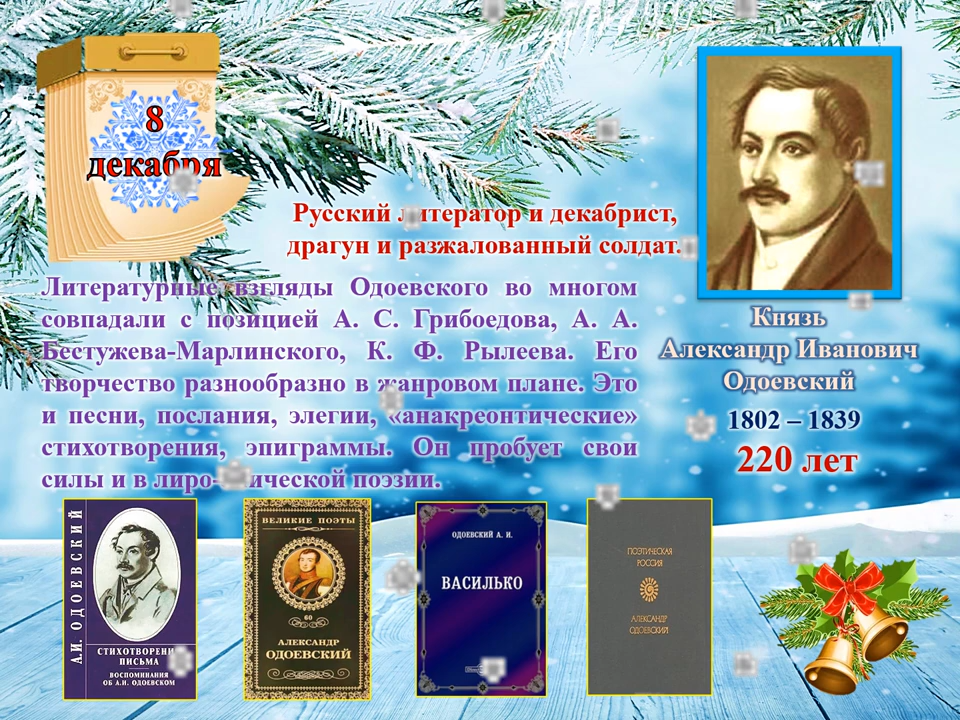 8
декабря
Русский литератор и декабрист,
драгун и разжалованный солдат.
Литературные взгляды Одоевского во многом
совпадали с позицией А. С. Грибоедова, А. А.
Бестужева-Марлинского, К. Ф. Рылеева. Его
творчество разнообразно в жанровом плане. Это
и песни, послания, элегии, «анакреонтические»
стихотворения, эпиграммы. Он пробует свои
силы и в поэзии.
Князь
Александр Иванович
Одоевский
1802 – 1839
220 лет
А.И. ОДОЕВСКИЙ
СТИХОТВОРЕНИЯ
ПИСЬМА
ВОСПОМИНАНИЯ
ОБ А.И. ОДОЕВСКОМ
ВЕЛИКИЕ ПОЭТЫ
60
АЛЕКСАНДР
ОДОЕВСКИЙ
ОДОЕВСКИЙ А. И.
ВАСИЛЬКО
ПОЭТИЧЕСКАЯ
РОССИЯ
АЛЕКСАНДР
ОДОЕВСКИЙ